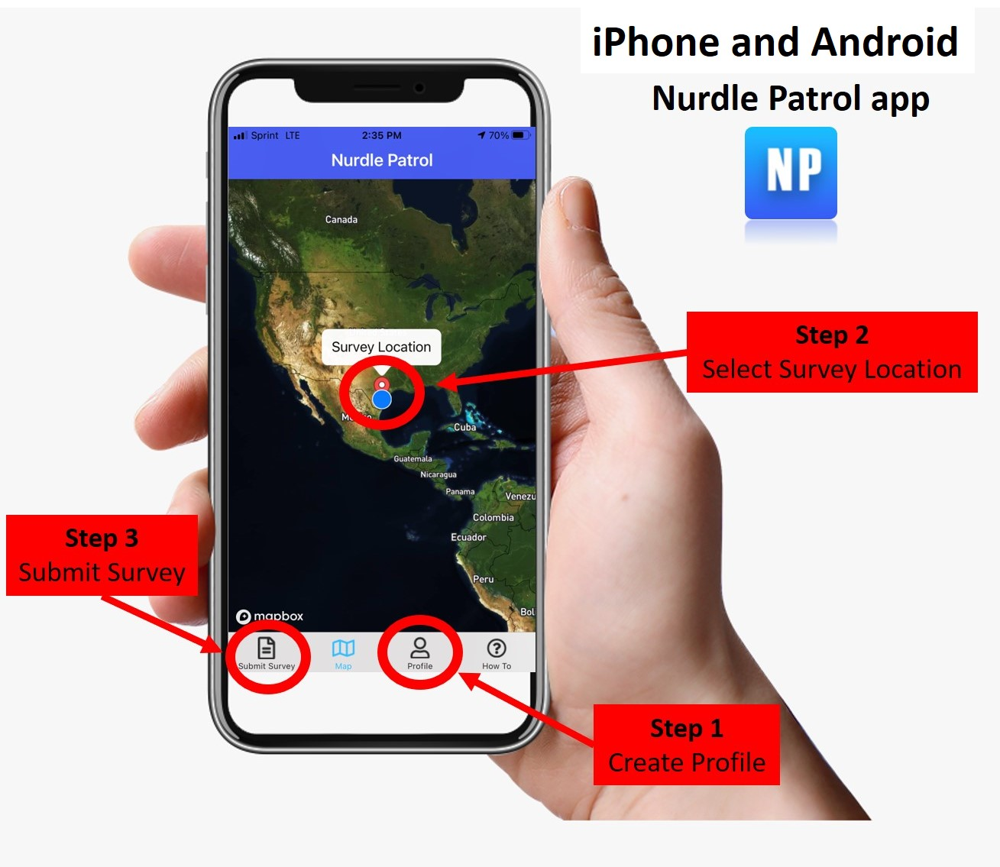 iPhone and Android
Nurdle Patrol app
NP
Sprint LTE 2:35 PM 70%
Nurdle Patrol
Canada
Survey Location
Step 2
Select Survey Location
Cuba
Guatemala
Nicaragua
Panama
Venezu
Colombia
Ecuador
Peru
Bol
Step 3
Submit Survey
mapbox
Submit Survey Map Profile How To
Step 1
Create Profile